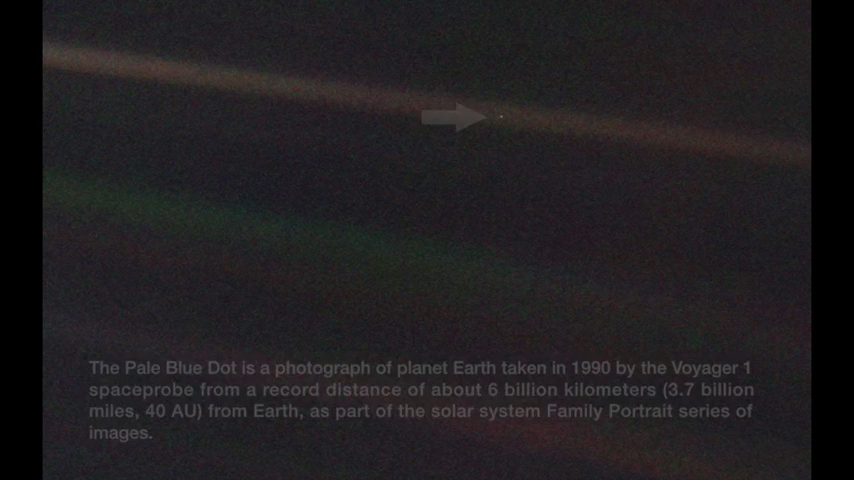 The Pale Blue Dot is a photograph of planet Earth taken in 1990 by the Voyager 1
spaceprobe from a record distance of about 6 billion kilometers (3.7 billion
miles, 40 AU) from Earth, as part of the solar system Family Portrait series of
images.